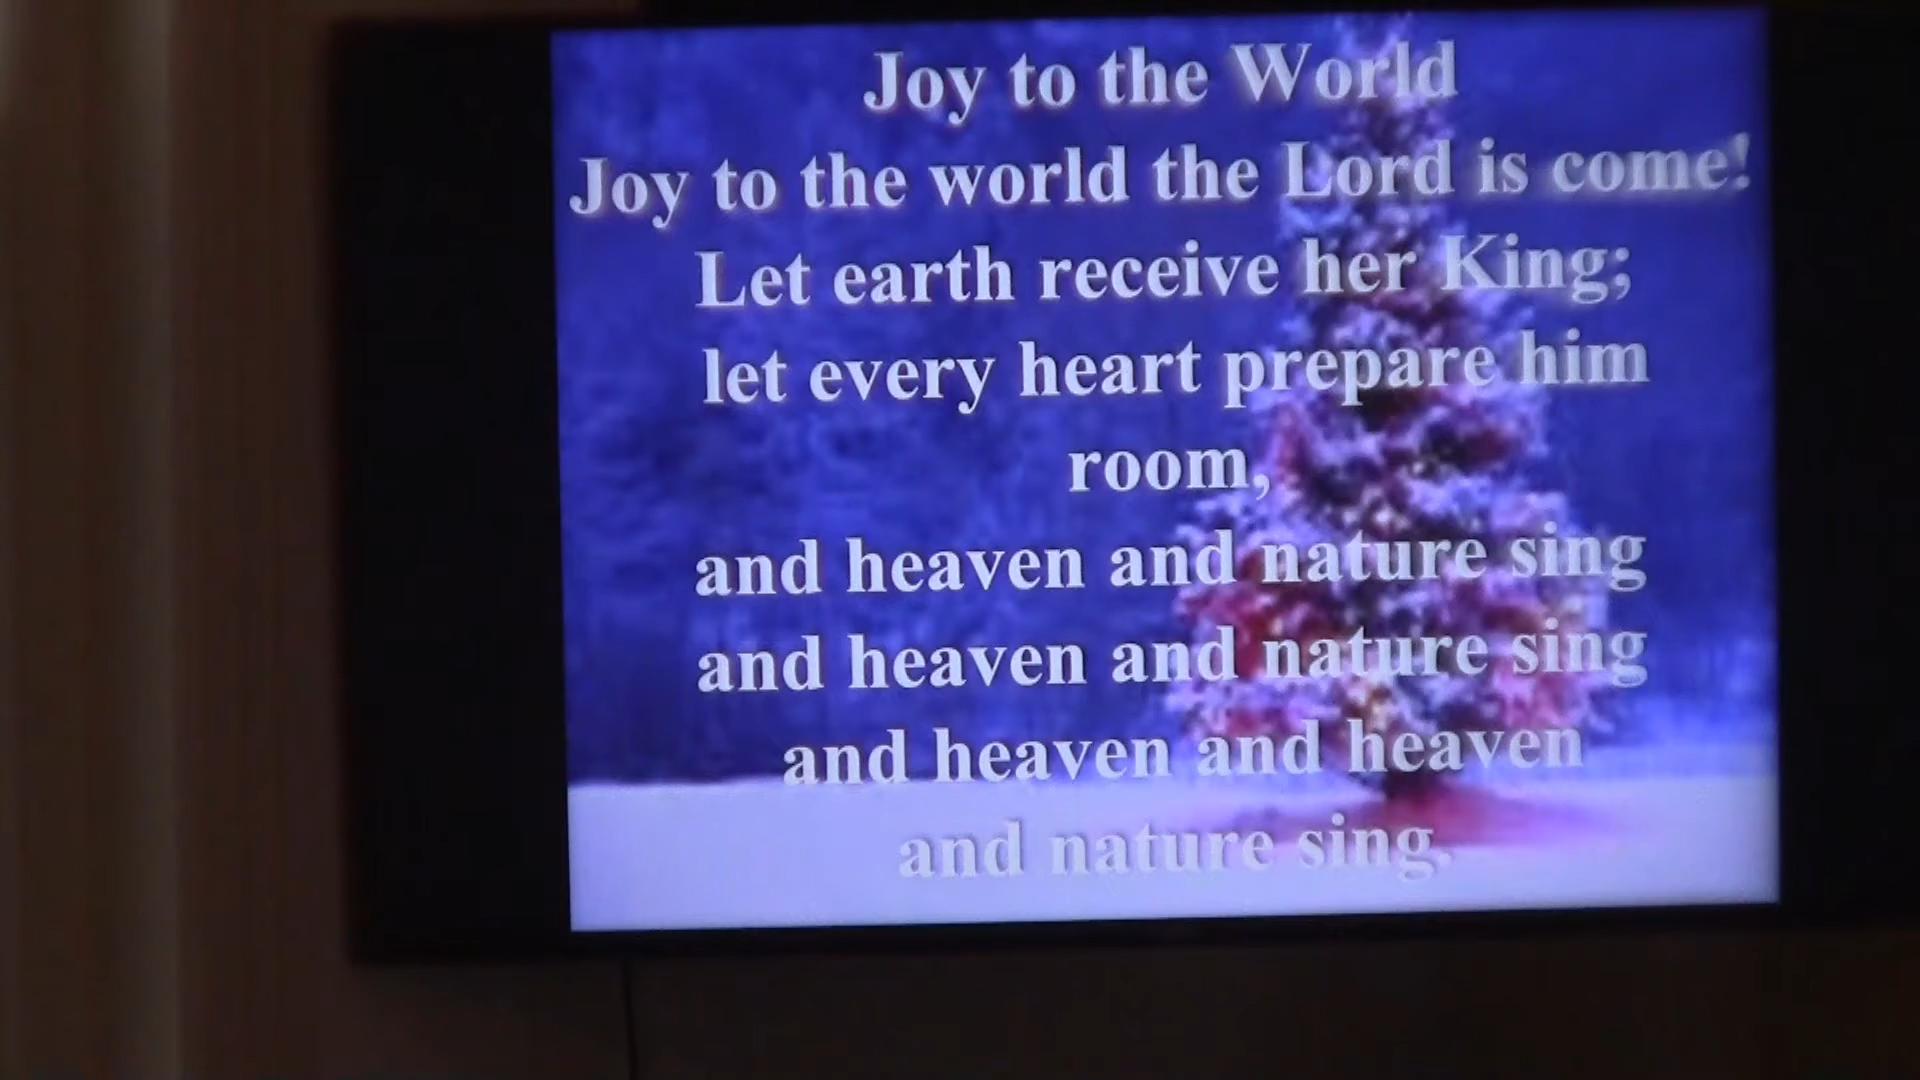 Joy to the World
Joy to the world the Lord is come!
Let earth receive her King;
let every heart prepare him
room,
and heaven and nature sing
and heaven and nature sing
and heaven and heaven
and nature sing.